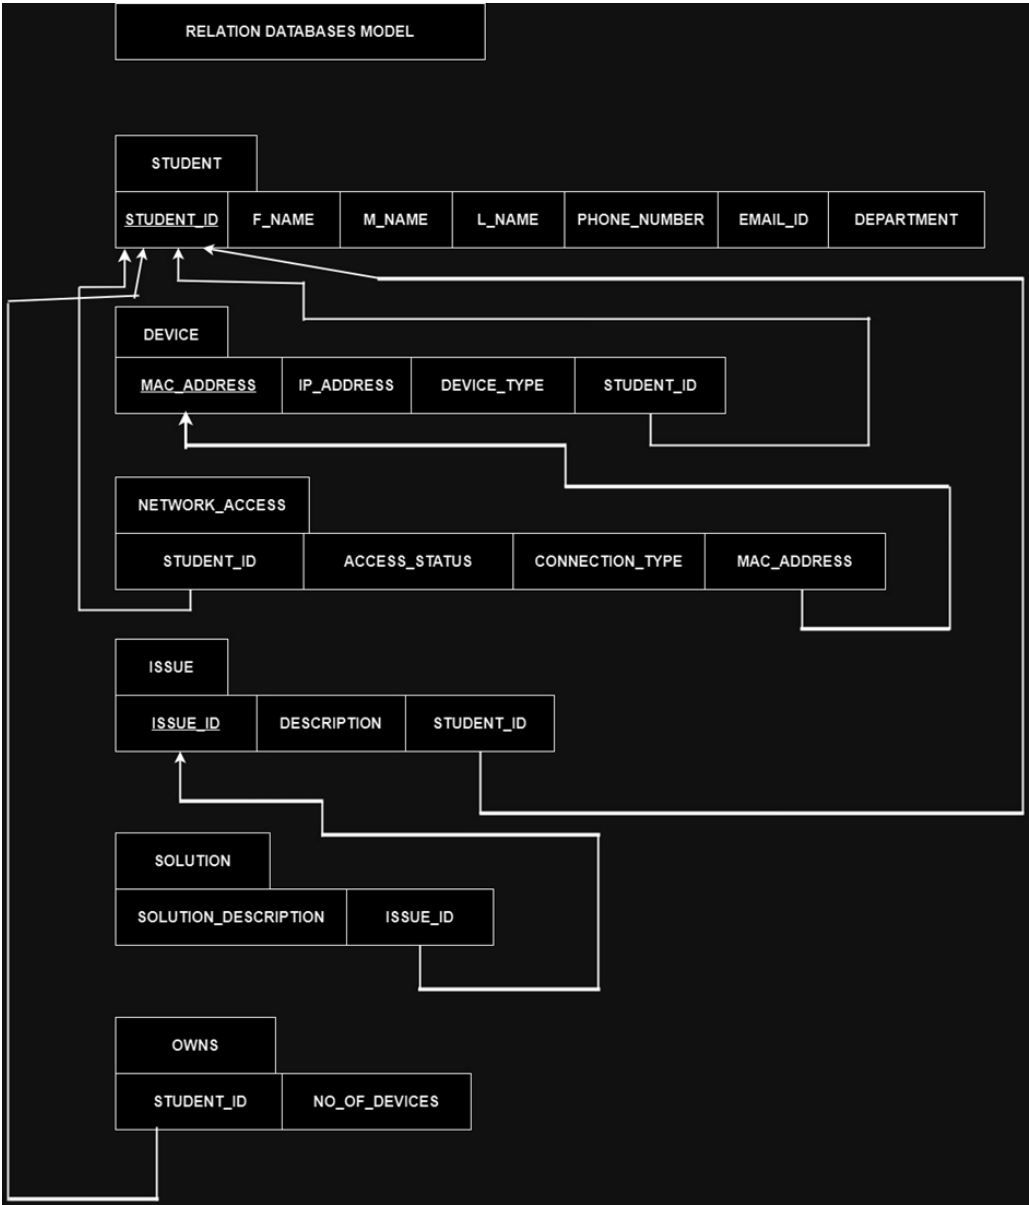 RELATION DATABASES MODEL
STUDENT
STUDENT_ID F_NAME M_NAME L_NAME PHONE_NUMBER EMAIL_ID DEPARTMENT
DEVICE
MAC_ADDRESS IP_ADDRESS DEVICE_TYPE STUDENT_ID
NETWORK_ACCESS
STUDENT_ID ACCESS_STATUS CONNECTION_TYPE MAC_ADDRESS
ISSUE
ISSUE_ID DESCRIPTION STUDENT_ID
SOLUTION
SOLUTION_DESCRIPTION ISSUE_ID
OWNS
STUDENT_ID NO_OF_DEVICES